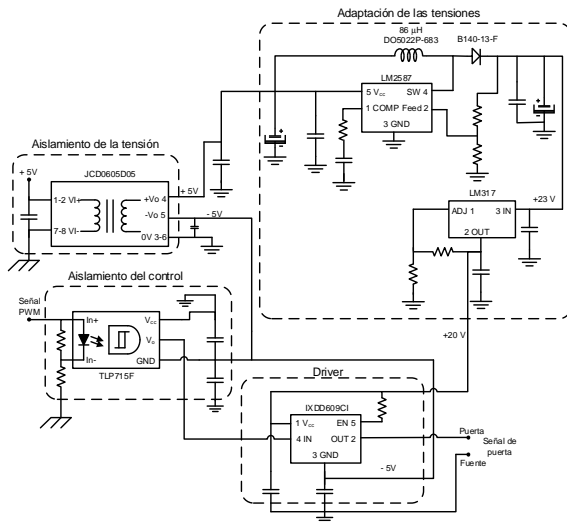 Adaptación de las tensiones
86 µH
DO5022P-683
B140-13-F
LM2587
5 Vcc
SW 4
1 COMP
Feed 2
3 GND
Aislamiento de la tensión
JCD0605D05
+ 5V
1-2 VI+
7-8 VI-
+Vo 4
-Vo 5
0V 3-6
+ 5V
- 5V
LM317
ADJ 1
3 IN
2 OUT
+23 V
+20 V
Aislamiento del control
Señal
PWM
In+
In-
Vcc
Vo
GND
TLP715F
Driver
IXDD609CI
1 Vcc
EN 5
4 IN
OUT 2
3 GND
- 5V
Puerta
Señal de
puerta
Fuente